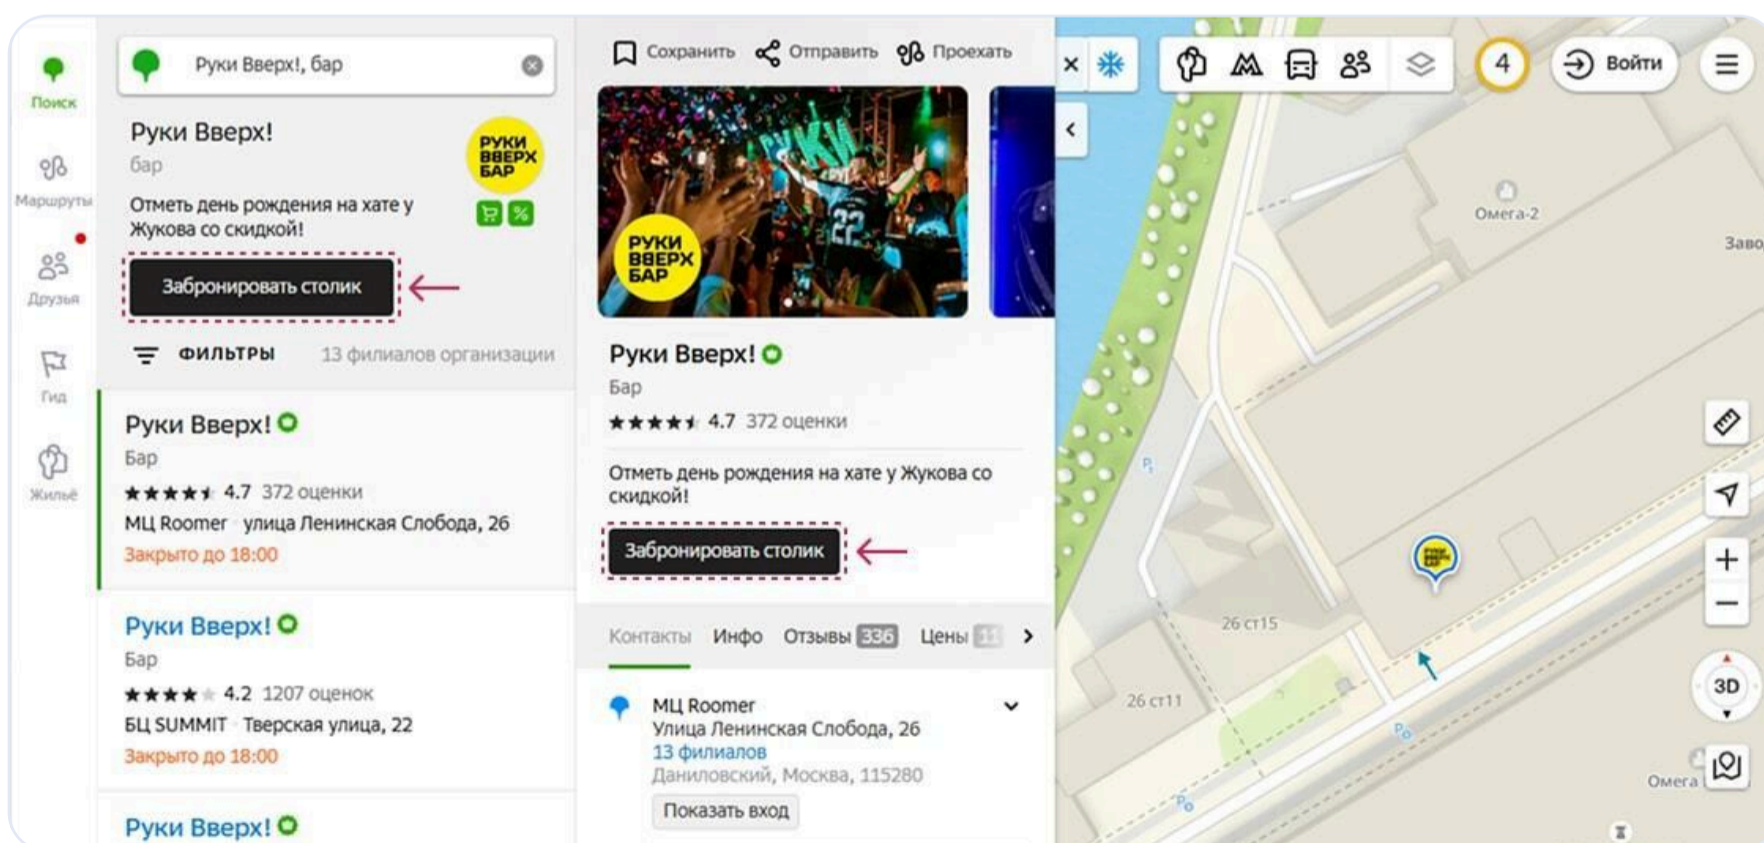 Поиск
Маршруты
Друзья
Гид
Жильё
Руки Вверх!, бар
Руки Вверх!
бар
Отметь день рождения на хате у
Жукова со скидкой!
РУКИ
ВВЕРХ
БАР
%
Забронировать столик
ФИЛЬТРЫ
13 филиалов организации
Руки Вверх!
Бар
4.7 372 оценки
МЦ Roomer улица Ленинская Слобода, 26
Закрыто до 18:00
Руки Вверх!
Бар
4.2 1207 оценок
БЦ SUMMIT Тверская улица, 22
Закрыто до 18:00
Руки Вверх!
Сохранить
Отправить
Проехать
РУКИ
22
РУКИ
ВВЕРХ
БАР
Руки Вверх!
Бар
4.7 372 оценки
Отметь день рождения на хате у Жукова со
скидкой!
Забронировать столик
Контакты Инфо Отзывы 336 Цены
МЦ Roomer
Улица Ленинская Слобода, 26
13 филиалов
Даниловский, Москва, 115280
Показать вход
4
Войти
Омега-2
Заво
P
26 ст15
26 ст11
P
P
Омега
3D